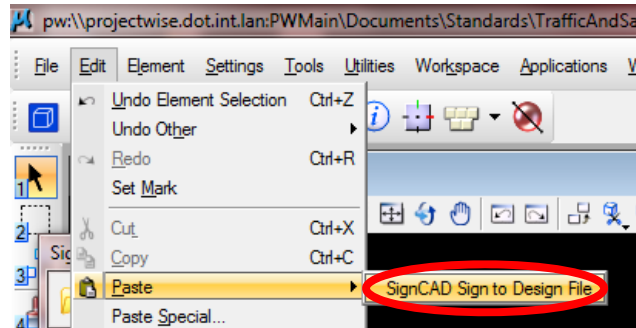 pw:\\projectwise.dot.int.lan:PWMain\Documents\Standards\TrafficAndSa
File Edit Element Settings Tools Utilities Workspace Applications W
Undo Element Selection Ctrl+Z
Undo Other
Redo Ctrl+R
Set Mark
Cut Ctrl+X
Copy Ctrl+C
Paste
SignCAD Sign to Design File
Paste Special...
1
2
Sig
3
4